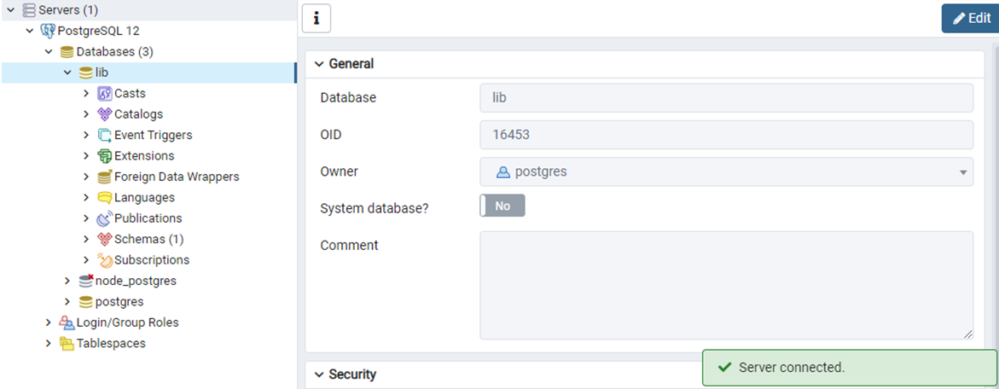 Servers (1)
PostgreSQL 12
Databases (3)
lib
Casts
Catalogs
Event Triggers
Extensions
Foreign Data Wrappers
Languages
Publications
Schemas (1)
Subscriptions
node_postgres
postgres
Login/Group Roles
Tablespaces
i
Edit
General
Database
lib
OID
16453
Owner
postgres
System database?
No
Comment
Security
Server connected.